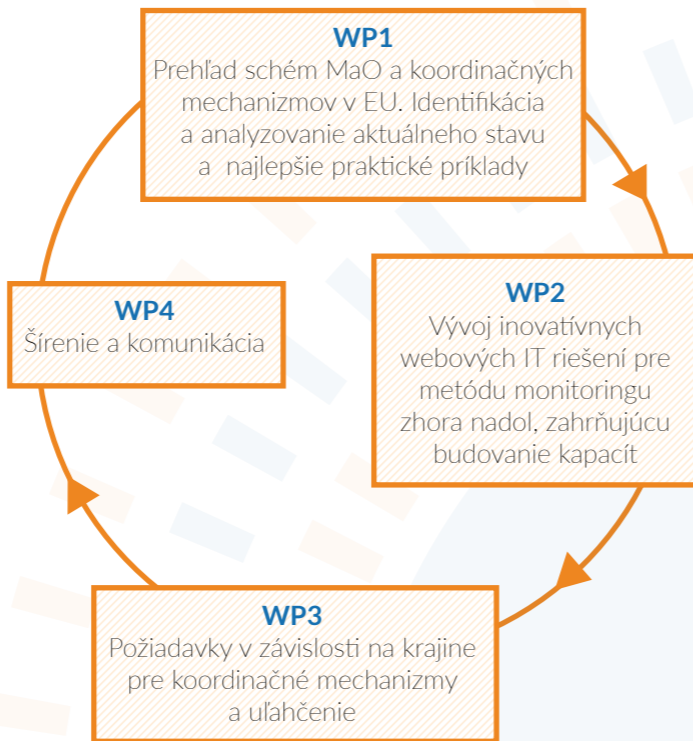 WP1
Prehľad schém MaO a koordinačných
mechanizmov v EU. Identifikácia
a analyzovanie aktuálneho stavu
a najlepšie praktické príklady
WP2
Vývoj inovatívnych
webových IT riešení pre
metódu monitoringu
zhora nadol, zahrňujúcu
budovanie kapacít
WP3
Požiadavky v závislosti na krajine
pre koordinačné mechanizmy
a uľahčenie
WP4
Šírenie a komunikácia